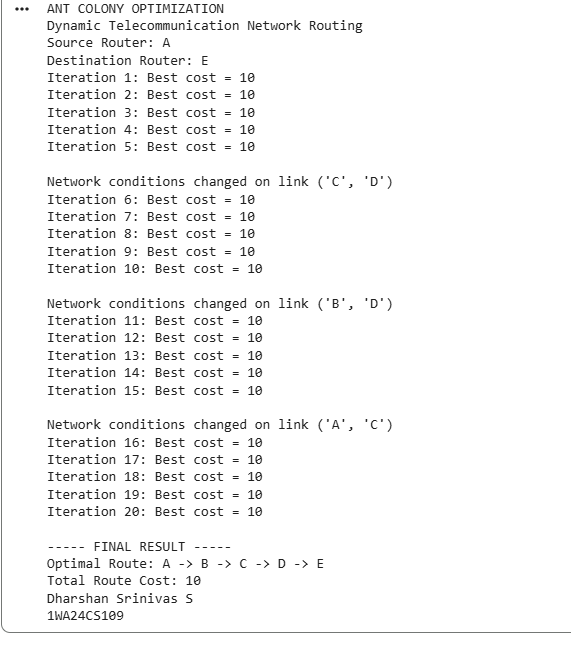 ANT COLONY OPTIMIZATION
Dynamic Telecommunication Network Routing
Source Router: A
Destination Router: E
Iteration 1: Best cost = 10
Iteration 2: Best cost = 10
Iteration 3: Best cost = 10
Iteration 4: Best cost = 10
Iteration 5: Best cost = 10
Network conditions changed on link ('C', 'D')
Iteration 6: Best cost = 10
Iteration 7: Best cost = 10
Iteration 8: Best cost = 10
Iteration 9: Best cost = 10
Iteration 10: Best cost = 10
Network conditions changed on link ('B', 'D')
Iteration 11: Best cost = 10
Iteration 12: Best cost = 10
Iteration 13: Best cost = 10
Iteration 14: Best cost = 10
Iteration 15: Best cost = 10
Network conditions changed on link ('A', 'C')
Iteration 16: Best cost = 10
Iteration 17: Best cost = 10
Iteration 18: Best cost = 10
Iteration 19: Best cost = 10
Iteration 20: Best cost = 10
----- FINAL RESULT -----
Optimal Route: A -> B -> C -> D -> E
Total Route Cost: 10
Dharshan Srinivas S
1WA24CS109